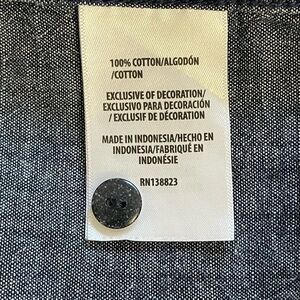 100% COTTON/ALGODÓN
/COTTON
EXCLUSIVE OF DECORATION/
EXCLUSIVO PARA DECORACIÓN
/ EXCLUSIF DE DÉCORATION
MADE IN INDONESIA/HECHO EN
INDONESIA/FABRIQUÉ EN
INDONÉSIE
RN138823